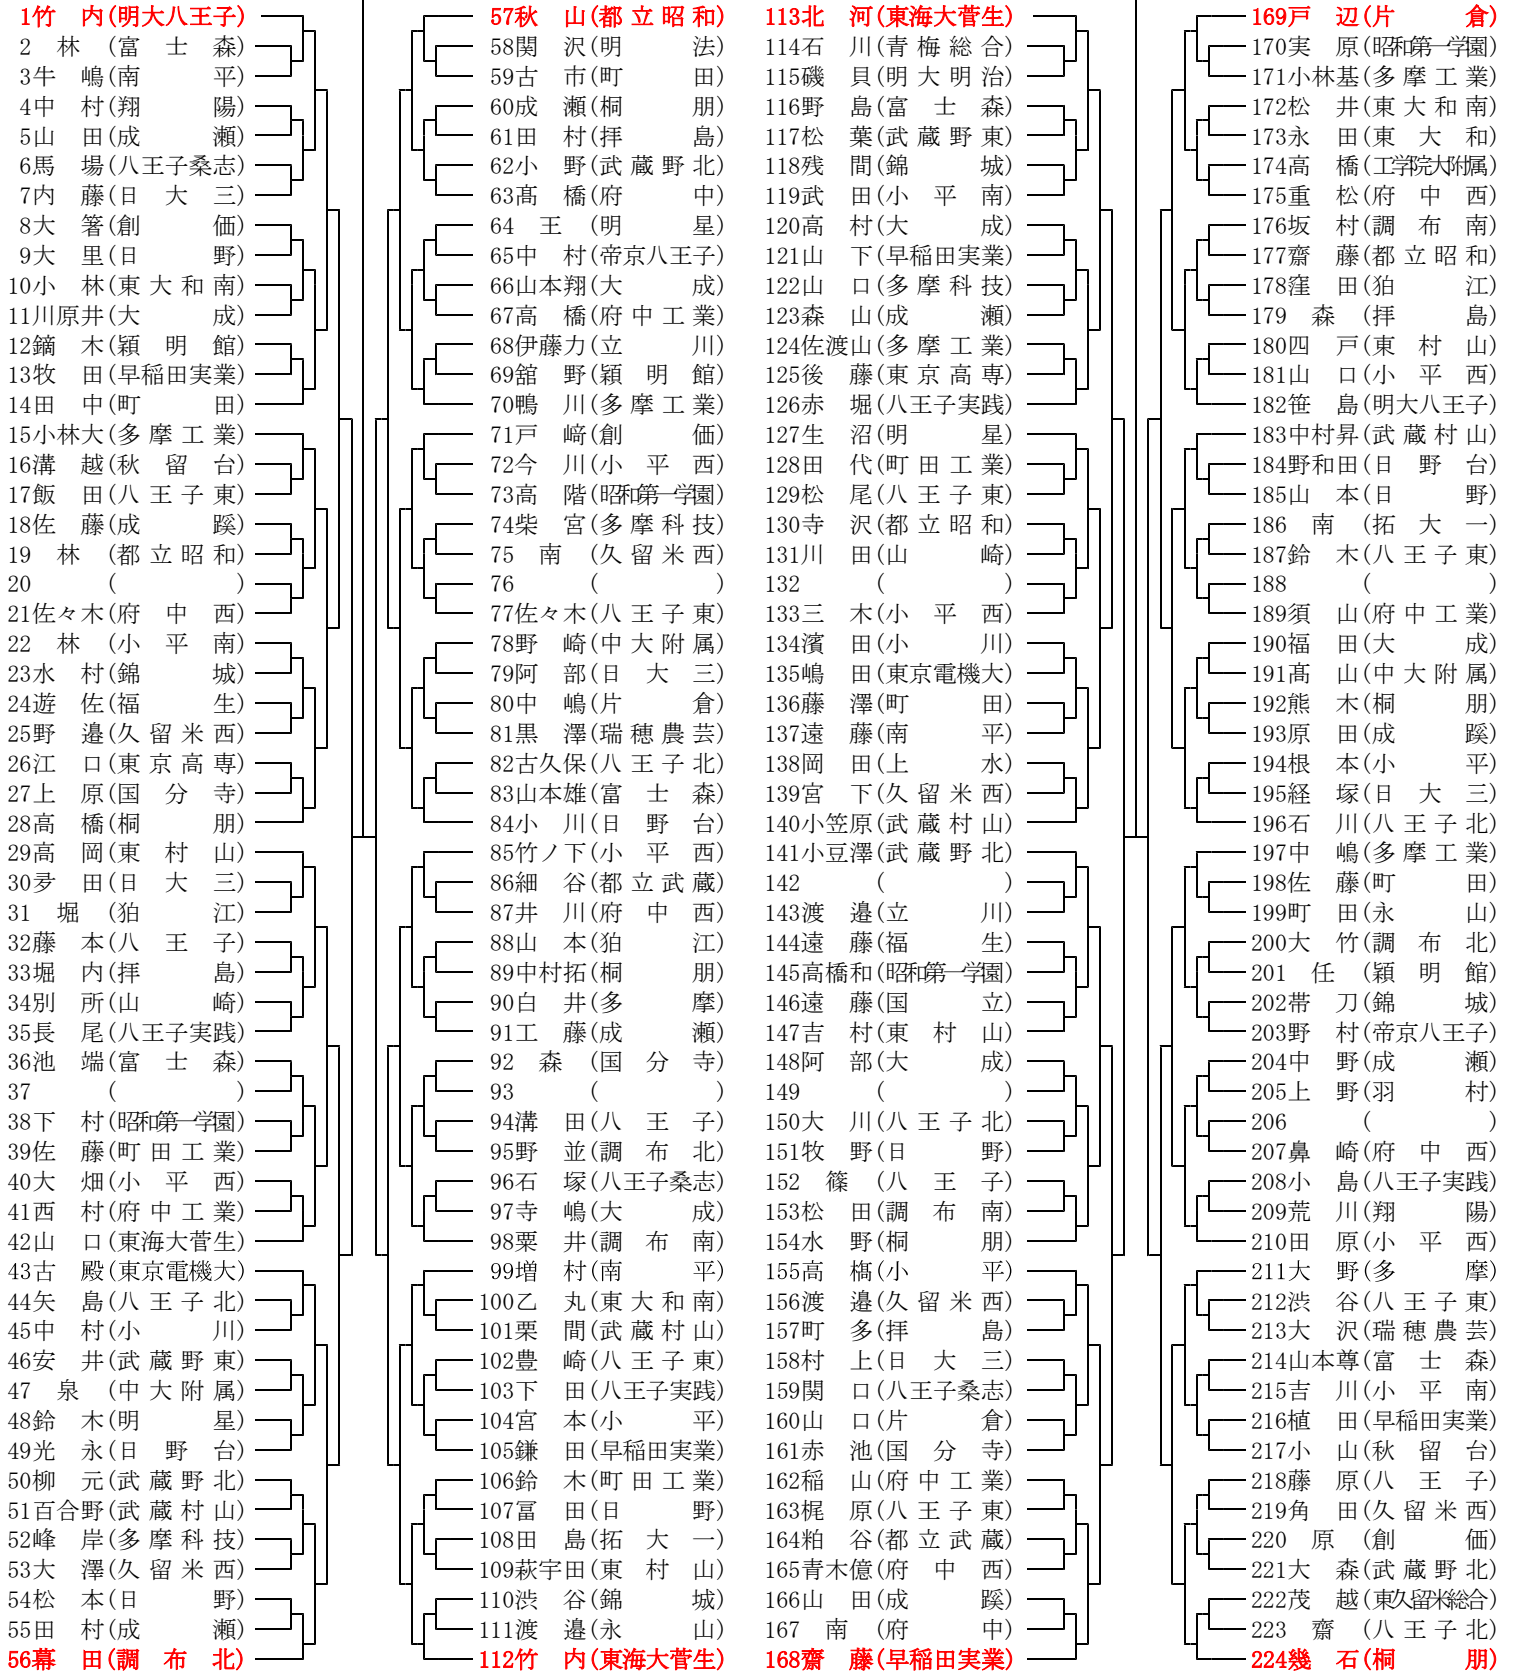 1竹 内(明大八王子)
2 林 (富士森)
3牛 嶋(南平)
4中 村(翔陽)
5山 田(成瀬)
6馬 場(八王子桑志)
7内 藤(日大三)
8大 箸(創価)
9大 里(日野)
10小 林(東大和南)
11川原井(大成)
12鏑 木(穎明館)
13牧 田(早稲田実業)
14田 中(町田)
15小林大(多摩工業)
16溝 越(秋留台)
17飯 田(八王子東)
18佐 藤(成蹊)
19 林 (都立昭和)
20 ( )
21佐々木(府中西)
22 林 (小平南)
23水 村(錦城)
24遊 佐(福生)
25野 邉(久留米西)
26江 口(東京高専)
27上 原(国分寺)
28高 橋(桐朋)
29高 岡(東村山)
30夛 田(日大三)
31 堀 (狛江)
32藤 本(八王子)
33堀 内(拝島)
34別 所(山崎)
35長 尾(八王子実践)
36池 端(富士森)
37 ( )
38下 村(昭和第一学園)
39佐 藤(町田工業)
40大 畑(小平西)
41西 村(府中工業)
42山 口(東海大菅生)
43古 殿(東京電機大)
44矢 島(八王子北)
45中 村(小川)
46安 井(武蔵野東)
47 泉 (中大附属)
48鈴 木(明星)
49光 永(日野台)
50柳 元(武蔵野北)
51百合野(武蔵村山)
52峰 岸(多摩科技)
53大 澤(久留米西)
54松 本(日野)
55田 村(成瀬)
56幕 田(調布北)
57秋 山(都立昭和)
58関 沢(明法)
59古 市(町田)
60成 瀬(桐朋)
61田 村(拝島)
62小 野(武蔵野北)
63髙 橋(府中)
64 王 (明星)
65中 村(帝京八王子)
66山本翔(大成)
67高 橋(府中工業)
68伊藤力(立川)
69舘 野(穎明館)
70鴨 川(多摩工業)
71戸 﨑(創価)
72今 川(小平西)
73高 階(昭和第一学園)
74柴 宮(多摩科技)
75 南 (久留米西)
76 ( )
77佐々木(八王子東)
78野 崎(中大附属)
79阿 部(日大三)
80中 嶋(片倉)
81黒 澤(瑞穂農芸)
82古久保(八王子北)
83山本雄(富士森)
84小 川(日野台)
85竹ノ下(小平西)
86細 谷(都立武蔵)
87井 川(府中西)
88山 本(狛江)
89中村拓(桐朋)
90白 井(多摩)
91工 藤(成瀬)
92 森 (国分寺)
93 ( )
94溝 田(八王子)
95野 並(調布北)
96石 塚(八王子桑志)
97寺 嶋(大成)
98栗 井(調布南)
99増 村(南平)
100乙 丸(東大和南)
101栗 間(武蔵村山)
102豊 崎(八王子東)
103下 田(八王子実践)
104宮 本(小平)
105鎌 田(早稲田実業)
106鈴 木(町田工業)
107冨 田(日野)
108田 島(拓大一)
109萩宇田(東村山)
110渋 谷(錦城)
111渡 邉(永山)
112竹 内(東海大菅生)
113北 河(東海大菅生)
114石 川(青梅総合)
115磯 貝(明大明治)
116野 島(富士森)
117松 葉(武蔵野東)
118残 間(錦城)
119武 田(小平南)
120高 村(大成)
121山 下(早稲田実業)
122山 口(多摩科技)
123森 山(成瀬)
124佐渡山(多摩工業)
125後 藤(東京高専)
126赤 堀(八王子実践)
127生 沼(明星)
128田 代(町田工業)
129松 尾(八王子東)
130寺 沢(都立昭和)
131川 田(山崎)
132 ( )
133三 木(小平西)
134濱 田(小川)
135嶋 田(東京電機大)
136藤 澤(町田)
137遠 藤(南平)
138岡 田(上水)
139宮 下(久留米西)
140小笠原(武蔵村山)
141小豆澤(武蔵野北)
142 ( )
143渡 邉(立川)
144遠 藤(福生)
145高橋和(昭和第一学園)
146遠 藤(国立)
147吉 村(東村山)
148阿 部(大成)
149 ( )
150大 川(八王子北)
151牧 野(日野)
152 篠 (八王子)
153松 田(調布南)
154水 野(桐朋)
155高 槗(小平)
156渡 邉(久留米西)
157町 多(拝島)
158村 上(日大三)
159関 口(八王子桑志)
160山 口(片倉)
161赤 池(国分寺)
162稲 山(府中工業)
163梶 原(八王子東)
164粕 谷(都立武蔵)
165青木億(府中西)
166山 田(成蹊)
167 南 (府中)
168齋 藤(早稲田実業)
169戸 辺(片倉)
170実 原(昭和第一学園)
171小林基(多摩工業)
172松 井(東大和南)
173永 田(東大和)
174高 橋(工学院大附属)
175重 松(府中西)
176坂 村(調布南)
177齋 藤(都立昭和)
178窪 田(狛江)
179 森 (拝島)
180四 戸(東村山)
181山 口(小平西)
182笹 島(明大八王子)
183中村昇(武蔵村山)
184野和田(日野台)
185山 本(日野)
186 南 (拓大一)
187鈴 木(八王子東)
188 ( )
189須 山(府中工業)
190福 田(大成)
191髙 山(中大附属)
192熊 木(桐朋)
193原 田(成蹊)
194根 本(小平)
195経 塚(日大三)
196石 川(八王子北)
197中 嶋(多摩工業)
198佐 藤(町田)
199町 田(永山)
200大 竹(調布北)
201 任 (穎明館)
202帯 刀(錦城)
203野 村(帝京八王子)
204中 野(成瀬)
205上 野(羽村)
206 ( )
207鼻 崎(府中西)
208小 島(八王子実践)
209荒 川(翔陽)
210田 原(小平西)
211大 野(多摩)
212渋 谷(八王子東)
213大 沢(瑞穂農芸)
214山本尊(富士森)
215吉 川(小平南)
216植 田(早稲田実業)
217小 山(秋留台)
218藤 原(八王子)
219角 田(久留米西)
220 原 (創価)
221大 森(武蔵野北)
222茂 越(東久留米総合)
223 齋 (八王子北)
224幾 石(桐朋)